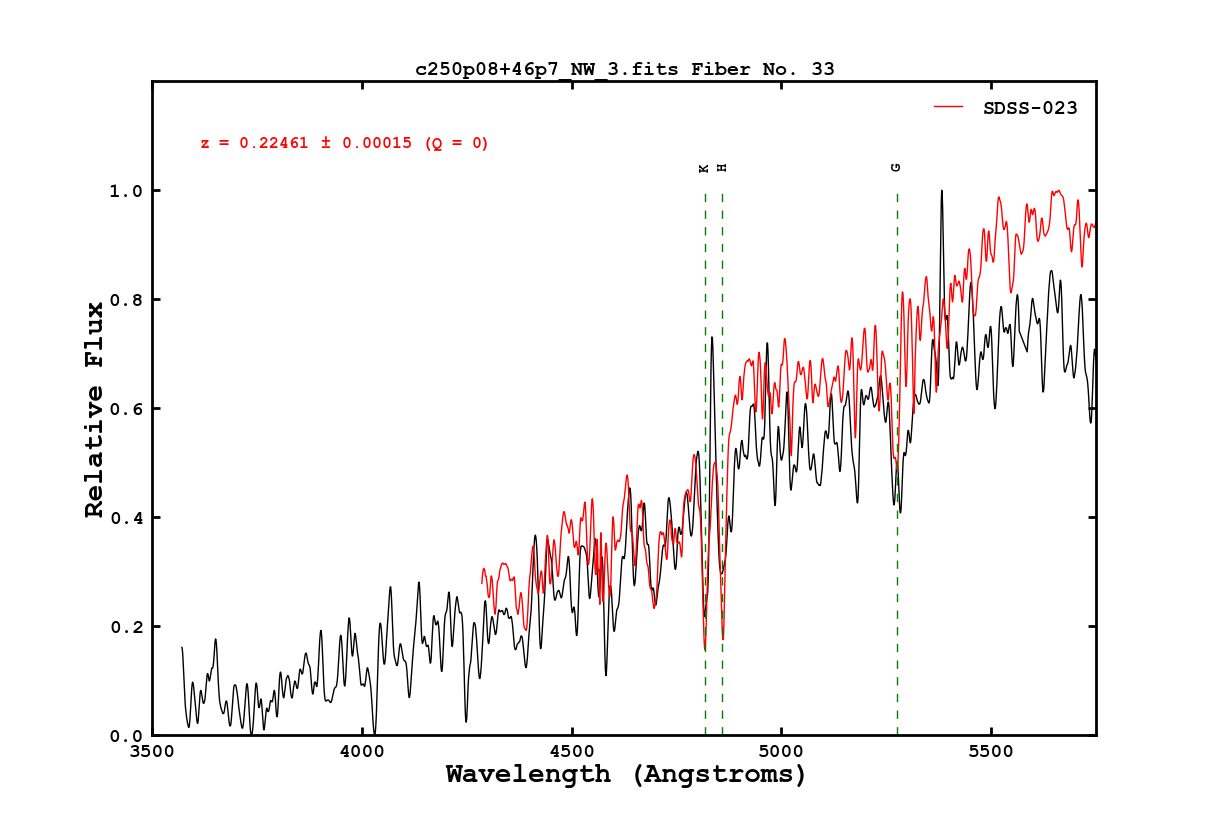 c250p08+46p7_NW_3.fits Fiber No. 33
SDSS-023
z = 0.22461 ± 0.00015 (Q = 0)
K H G
1.0
0.8
0.6
0.4
0.2
0.0
Relative Flux
3500 4000 4500 5000 5500
Wavelength (Angstroms)